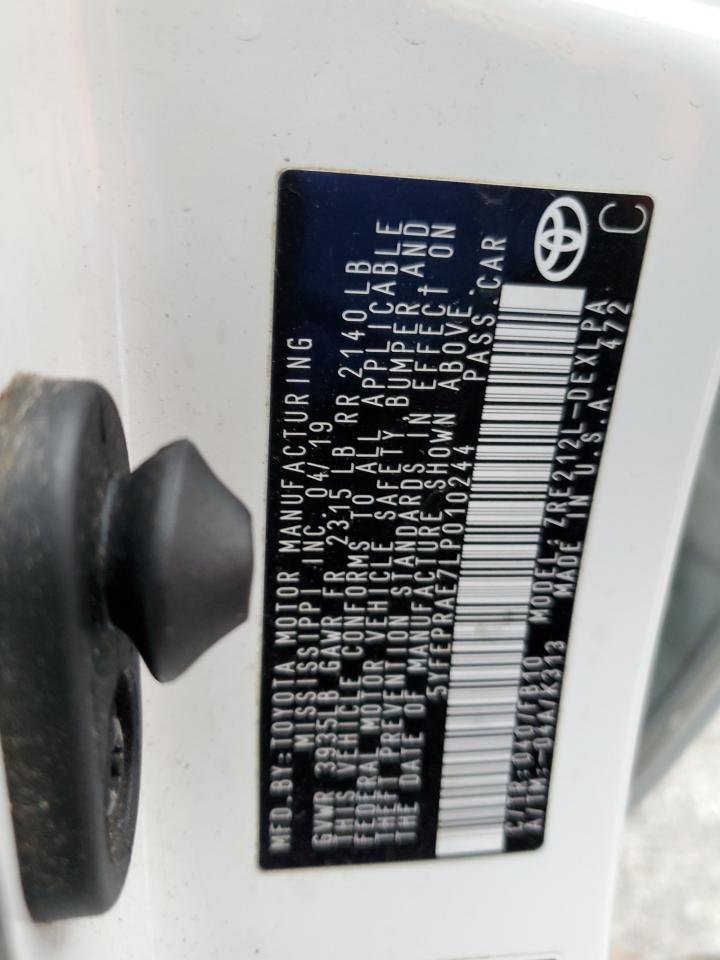 MFD.BY:TOYOTA MOTOR MANUFACTURING
MISSISSIPPI INC. 04/19
GVWR 3935LB GAWR FR 2315 LB RR 2140 LB
THIS VEHICLE CONFORMS TO ALL APPLICABLE
FEDERAL MOTOR VEHICLE SAFETY BUMPER AND
THEFT PREVENTION STANDARDS IN EFFECT ON
THE DATE OF MANUFACTURE SHOWN ABOVE.
5YFEPRAE7LP010244 PASS.CAR
C/TR: 040/FB10 MODEL: ZRE212L-DEXLPA
A/TM:-04A/K313 MADE IN U.S.A. 472
C